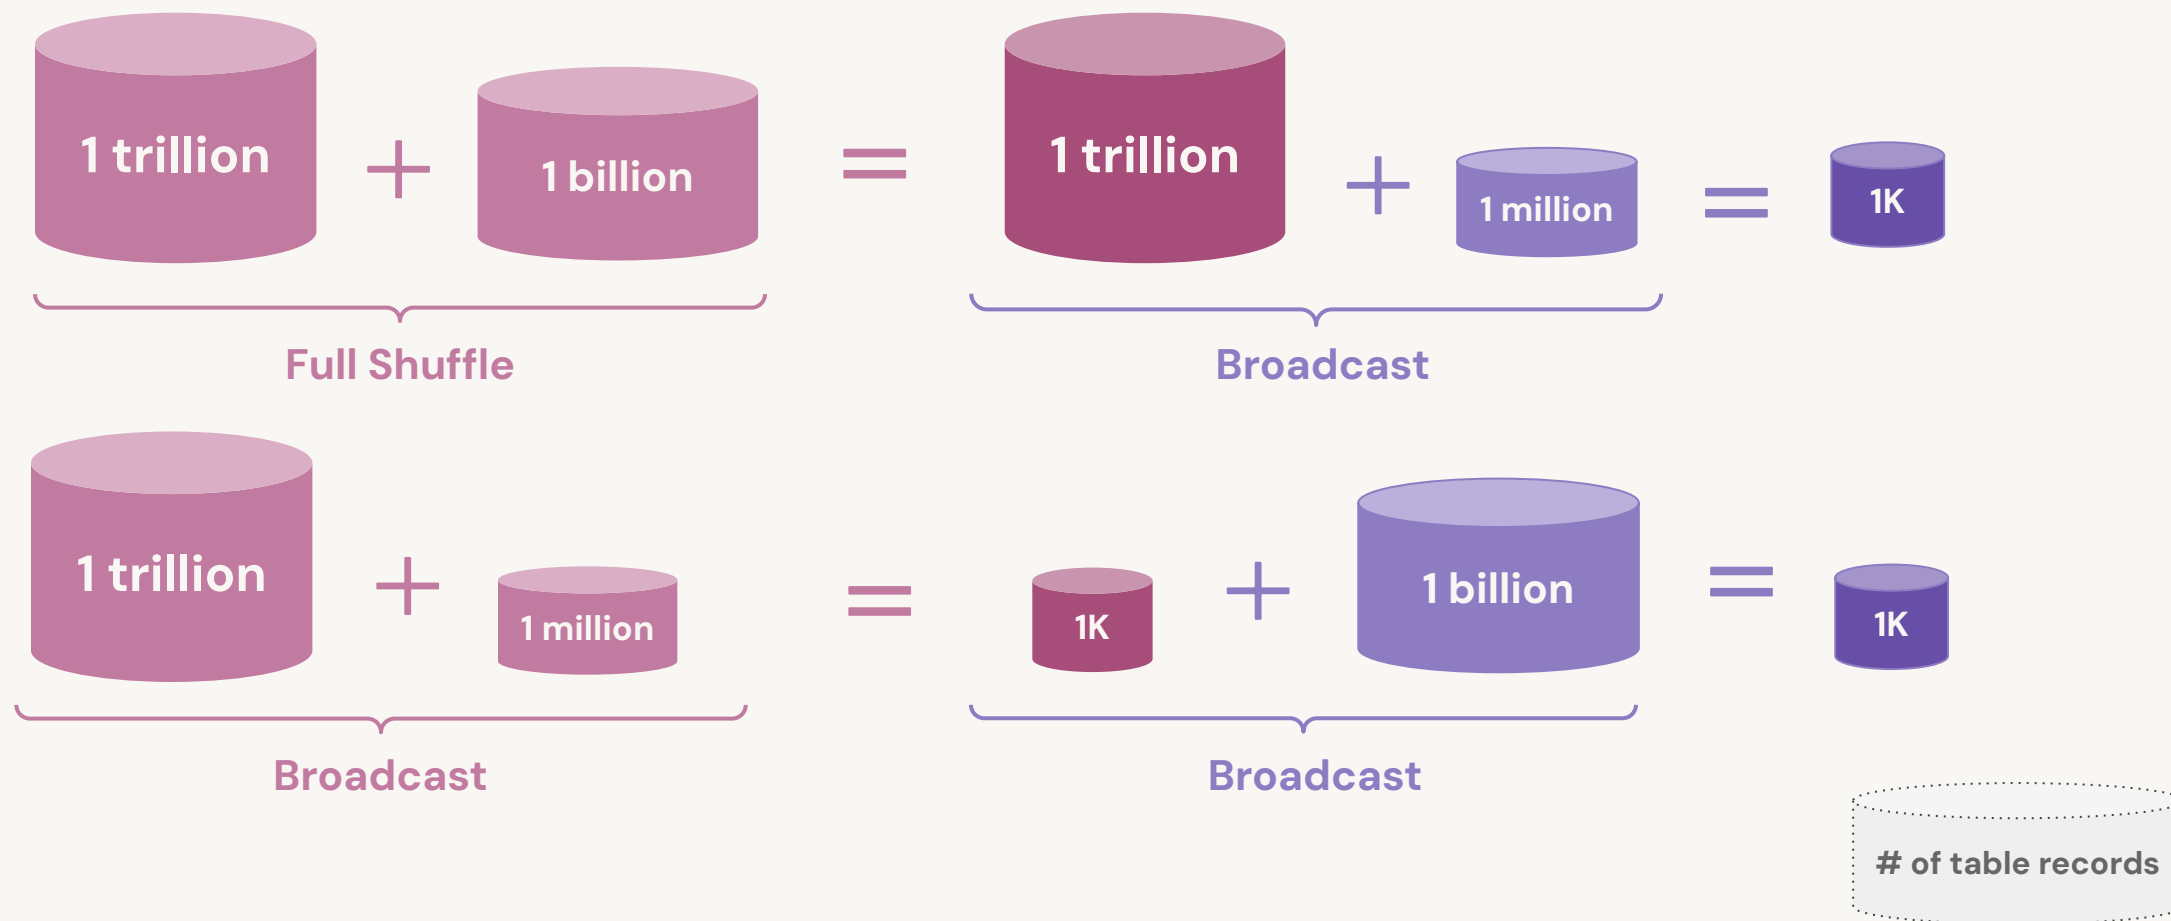 1 trillion
+
1 billion
=
1 trillion
+
1 million
=
1K
Full Shuffle
Broadcast
1 trillion
+
1 million
=
1K
+
1 billion
=
1K
Broadcast
Broadcast
# of table records